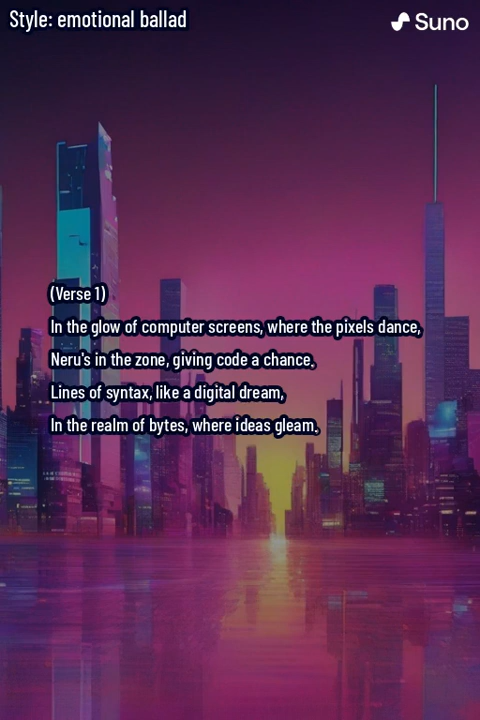 Style: emotional ballad
Suno
(Verse 1)
In the glow of computer screens, where the pixels dance,
Neru's in the zone, giving code a chance.
Lines of syntax, like a digital dream,
In the realm of bytes, where ideas gleam.